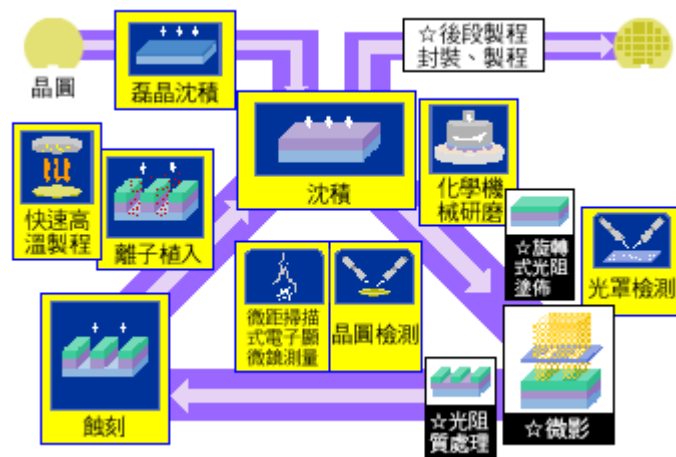 晶圓
磊晶沈積
☆後段製程
封裝、製程
沈積
化學機
械研磨
快速高
溫製程
離子植入
☆旋轉
式光阻
塗佈
光罩檢測
微距掃描
式電子顯
微鏡測量
晶圓檢測
蝕刻
☆光阻
質處理
☆微影